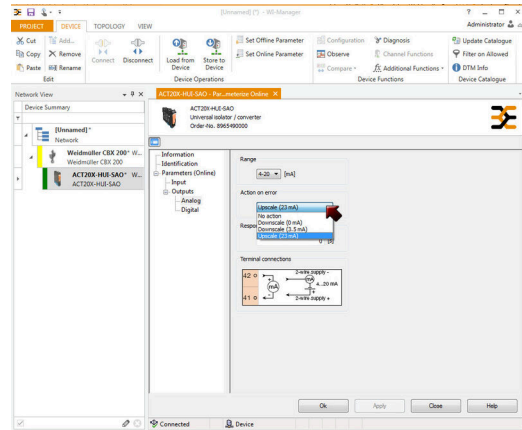 [Unnamed] (*) - WI-Manager
PROJECT DEVICE TOPOLOGY VIEW
Administrator
Cut
Copy
Paste
Add...
Remove
Rename
Edit
Connect
Disconnect
Load from Device
Store to Device
Device Operations
Set Offline Parameter
Set Online Parameter
Configuration
Observe
Compare
Diagnosis
Channel Functions
Additional Functions
Device Functions
Update Catalogue
Filter on Allowed
DTM Info
Device Catalogue
Network View
Device Summary
[Unnamed]*
Network
Weidmüller CBX 200* W...
Weidmüller CBX 200
ACT20X-HUI-SAO* W...
ACT20X-HUI-SAO
ACT20X-HUI-SAO - Par...meterize Online
ACT20X-HUI-SAO
Universal isolator / converter
Order-No. 8965490000
Information
Identification
Parameters (Online)
Input
Outputs
Analog
Digital
Range
4-20 [mA]
Action on error
Upscale (23 mA)
No action
Downscale (0 mA)
Downscale (3.5 mA)
Upscale (23 mA)
Respo
0 [s]
Terminal connections
42
41
2-wire supply -
mA
mA
4...20 mA
2-wire supply +
Ok Apply Close Help
Connected
Device